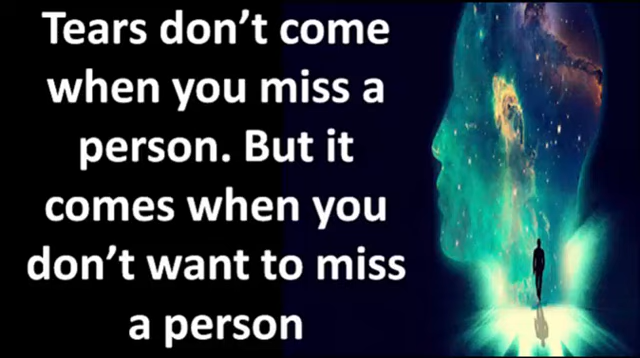 Tears don’t come
when you miss a
person. But it
comes when you
don’t want to miss
a person